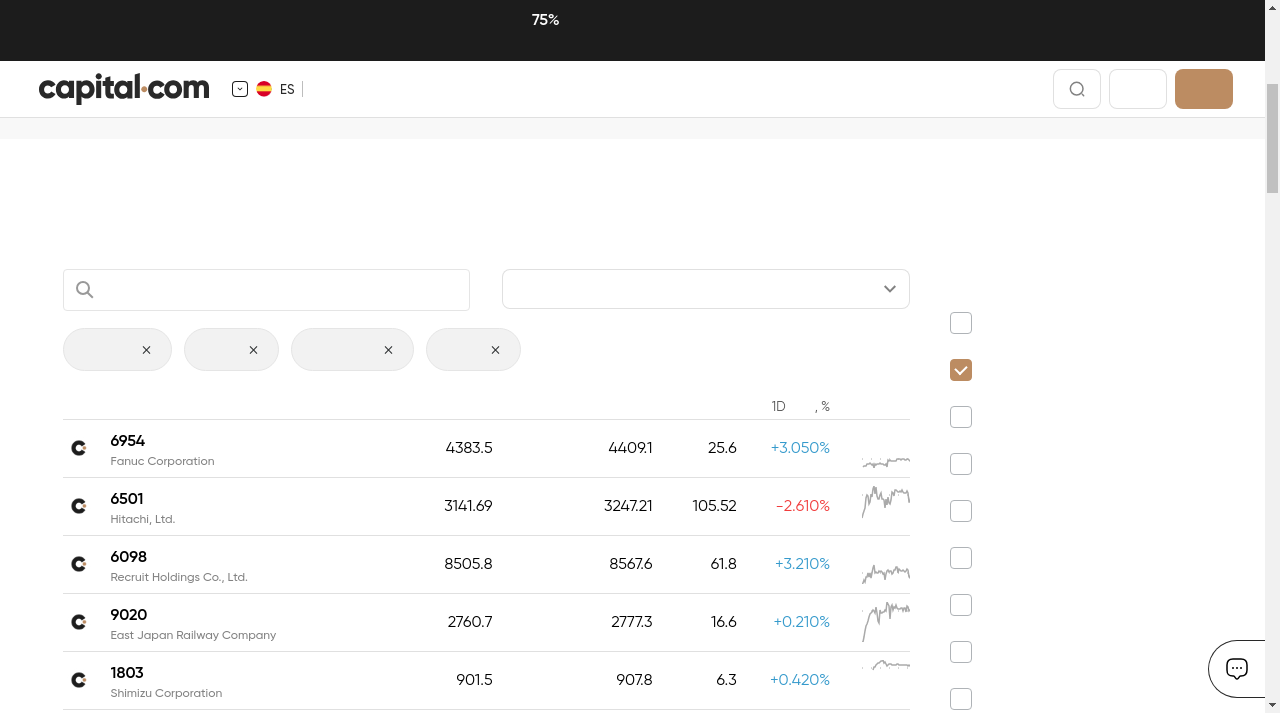 75%
capital.com
ES
1D , %
6954 4383.5 4409.1 25.6 +3.050%
Fanuc Corporation
6501 3141.69 3247.21 105.52 -2.610%
Hitachi, Ltd.
6098 8505.8 8567.6 61.8 +3.210%
Recruit Holdings Co., Ltd.
9020 2760.7 2777.3 16.6 +0.210%
East Japan Railway Company
1803 901.5 907.8 6.3 +0.420%
Shimizu Corporation